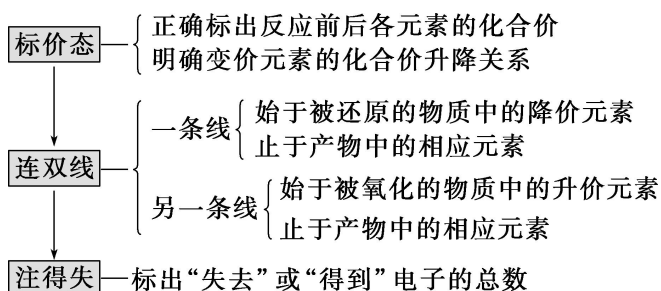 标价态
正确标出反应前后各元素的化合价
明确变价元素的化合价升降关系
连双线
一条线
始于被还原的物质中的降价元素
止于产物中的相应元素
另一条线
始于被氧化的物质中的升价元素
止于产物中的相应元素
注得失—标出“失去”或“得到”电子的总数